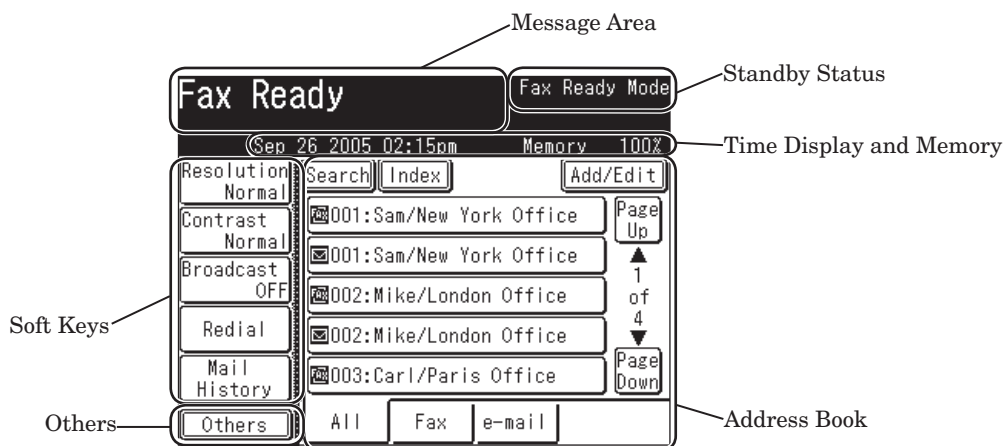 Message Area
Fax Ready
Fax Ready Mode
Standby Status
Sep 26 2005 02:15pm Memory 100%
Time Display and Memory
Resolution
Normal
Contrast
Normal
Broadcast
OFF
Redial
Mail
History
Soft Keys
Others
Others
Search Index Add/Edit
FAX 001:Sam/New York Office
001:Sam/New York Office
FAX 002:Mike/London Office
002:Mike/London Office
FAX 003:Carl/Paris Office
Page
Up
1
of
4
Page
Down
All Fax e-mail
Address Book